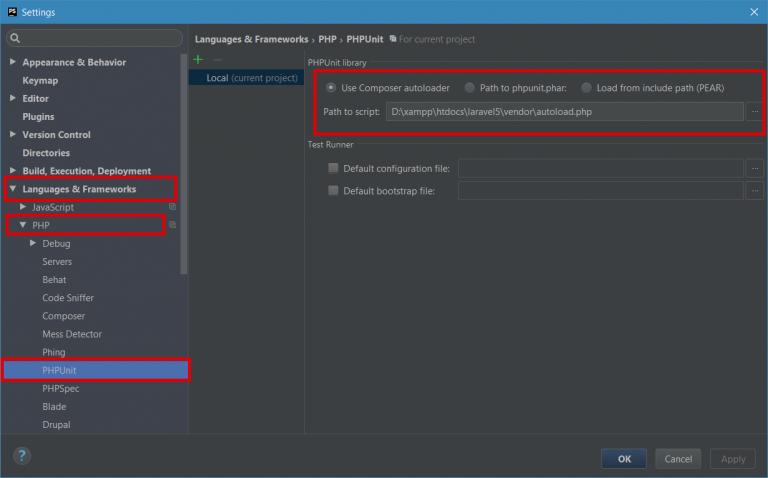 PS Settings
Appearance & Behavior
Keymap
Editor
Plugins
Version Control
Directories
Build, Execution, Deployment
Languages & Frameworks
JavaScript
PHP
Debug
Servers
Behat
Code Sniffer
Composer
Mess Detector
Phing
PHPUnit
PHPSpec
Blade
Drupal
Languages & Frameworks › PHP › PHPUnit For current project
Local (current project)
PHPUnit library
Use Composer autoloader Path to phpunit.phar: Load from include path (PEAR)
Path to script: D:\xampp\htdocs\laravel5\vendor\autoload.php ...
Test Runner
Default configuration file: ...
Default bootstrap file: ...
? OK Cancel Apply